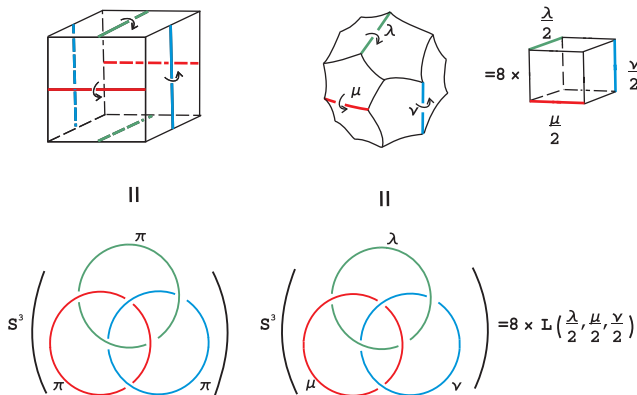 λ
μ
ν
=8 ×
λ/2
μ/2
ν/2
=
=
S³ ( π π π )
S³ ( λ μ ν ) =8 × L(λ/2, μ/2, ν/2)